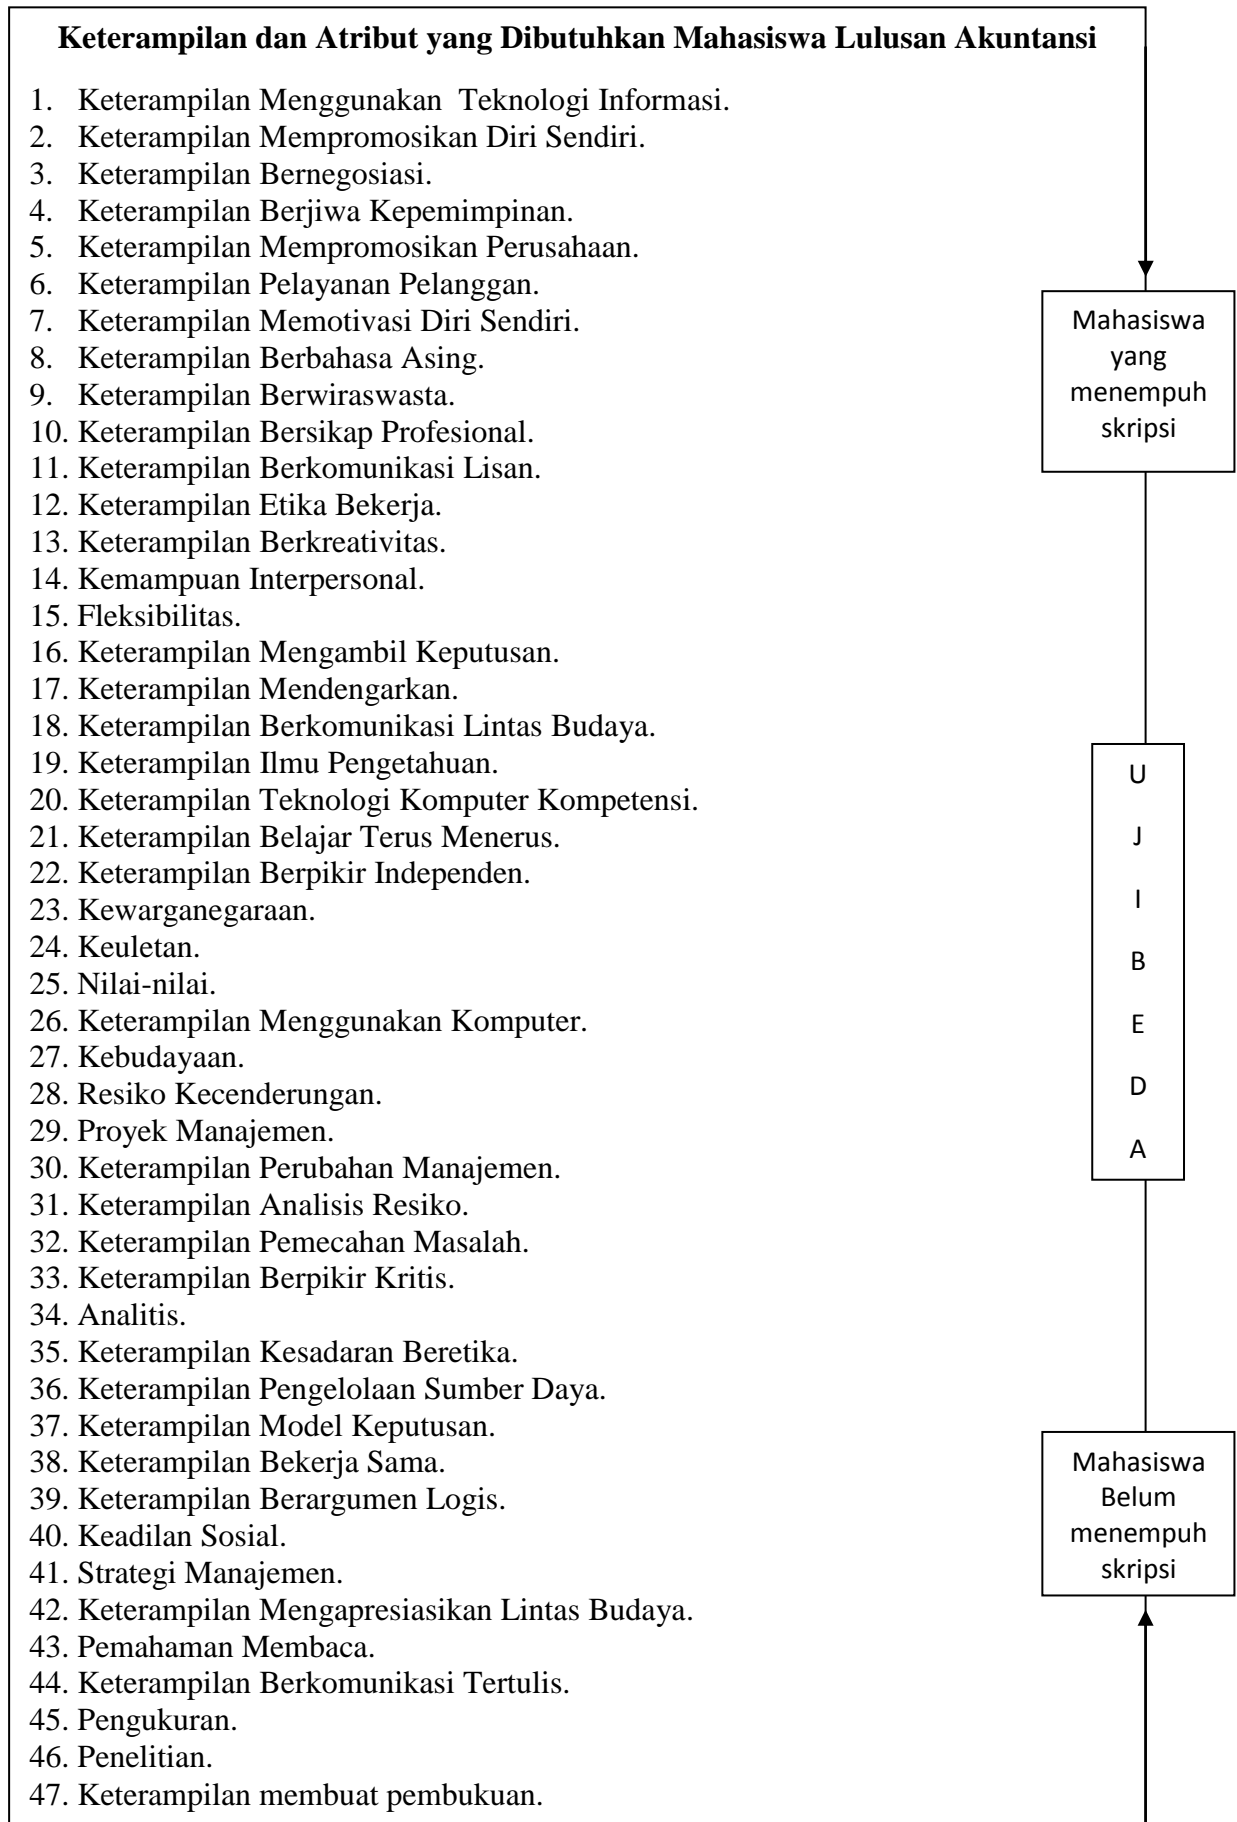 Keterampilan dan Atribut yang Dibutuhkan Mahasiswa Lulusan Akuntansi
1. Keterampilan Menggunakan Teknologi Informasi.
2. Keterampilan Mempromosikan Diri Sendiri.
3. Keterampilan Bernegosiasi.
4. Keterampilan Berjiwa Kepemimpinan.
5. Keterampilan Mempromosikan Perusahaan.
6. Keterampilan Pelayanan Pelanggan.
7. Keterampilan Memotivasi Diri Sendiri.
8. Keterampilan Berbahasa Asing.
9. Keterampilan Berwiraswasta.
10. Keterampilan Bersikap Profesional.
11. Keterampilan Berkomunikasi Lisan.
12. Keterampilan Etika Bekerja.
13. Keterampilan Berkreativitas.
14. Kemampuan Interpersonal.
15. Fleksibilitas.
16. Keterampilan Mengambil Keputusan.
17. Keterampilan Mendengarkan.
18. Keterampilan Berkomunikasi Lintas Budaya.
19. Keterampilan Ilmu Pengetahuan.
20. Keterampilan Teknologi Komputer Kompetensi.
21. Keterampilan Belajar Terus Menerus.
22. Keterampilan Berpikir Independen.
23. Kewarganegaraan.
24. Keuletan.
25. Nilai-nilai.
26. Keterampilan Menggunakan Komputer.
27. Kebudayaan.
28. Resiko Kecenderungan.
29. Proyek Manajemen.
30. Keterampilan Perubahan Manajemen.
31. Keterampilan Analisis Resiko.
32. Keterampilan Pemecahan Masalah.
33. Keterampilan Berpikir Kritis.
34. Analitis.
35. Keterampilan Kesadaran Beretika.
36. Keterampilan Pengelolaan Sumber Daya.
37. Keterampilan Model Keputusan.
38. Keterampilan Bekerja Sama.
39. Keterampilan Berargumen Logis.
40. Keadilan Sosial.
41. Strategi Manajemen.
42. Keterampilan Mengapresiasikan Lintas Budaya.
43. Pemahaman Membaca.
44. Keterampilan Berkomunikasi Tertulis.
45. Pengukuran.
46. Penelitian.
47. Keterampilan membuat pembukuan.
Mahasiswa
yang
menempuh
skripsi
U
J
I
B
E
D
A
Mahasiswa
Belum
menempuh
skripsi